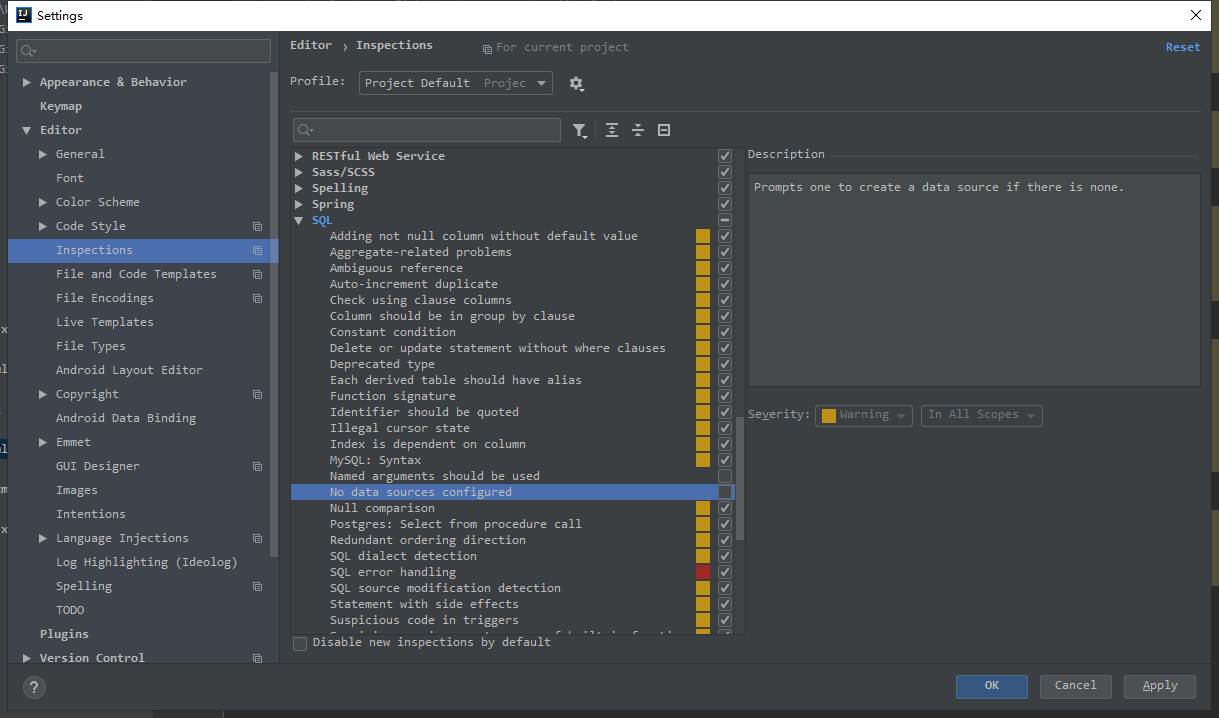 Settings
Editor › Inspections For current project Reset
Profile: Project Default Projec
Appearance & Behavior
Keymap
Editor
General
Font
Color Scheme
Code Style
Inspections
File and Code Templates
File Encodings
Live Templates
File Types
Android Layout Editor
Copyright
Android Data Binding
Emmet
GUI Designer
Images
Intentions
Language Injections
Log Highlighting (Ideolog)
Spelling
TODO
Plugins
Version Control
RESTful Web Service
Sass/SCSS
Spelling
Spring
SQL
Adding not null column without default value
Aggregate-related problems
Ambiguous reference
Auto-increment duplicate
Check using clause columns
Column should be in group by clause
Constant condition
Delete or update statement without where clauses
Deprecated type
Each derived table should have alias
Function signature
Identifier should be quoted
Illegal cursor state
Index is dependent on column
MySQL: Syntax
Named arguments should be used
No data sources configured
Null comparison
Postgres: Select from procedure call
Redundant ordering direction
SQL dialect detection
SQL error handling
SQL source modification detection
Statement with side effects
Suspicious code in triggers
Disable new inspections by default
Description
Prompts one to create a data source if there is none.
Severity: Warning In All Scopes
?
OK Cancel Apply